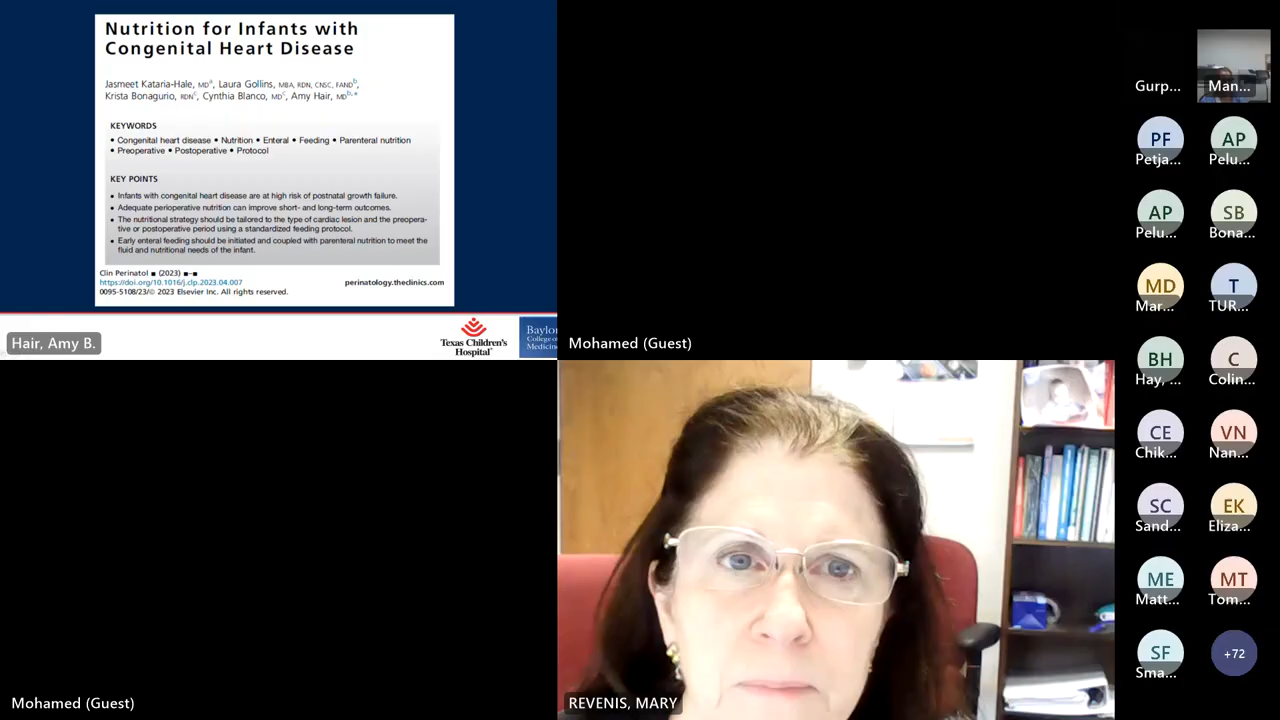 Nutrition for Infants with
Congenital Heart Disease
Jasmeet Kataria-Hale, MDa, Laura Gollins, MBA, RDN, CNSC, FANDb,
Krista Bonagurio, RDNc, Cynthia Blanco, MDc, Amy Hair, MDb,*
KEYWORDS
• Congenital heart disease • Nutrition • Enteral • Feeding • Parenteral nutrition
• Preoperative • Postoperative • Protocol
KEY POINTS
• Infants with congenital heart disease are at high risk of postnatal growth failure.
• Adequate perioperative nutrition can improve short- and long-term outcomes.
• The nutritional strategy should be tailored to the type of cardiac lesion and the preopera-
tive or postoperative period using a standardized feeding protocol.
• Early enteral feeding should be initiated and coupled with parenteral nutrition to meet the
fluid and nutritional needs of the infant.
Clin Perinatol ■ (2023) ■–■
https://doi.org/10.1016/j.clp.2023.04.007
perinatology.theclinics.com
0095-5108/23/© 2023 Elsevier Inc. All rights reserved.
Hair, Amy B.
Texas Children's
Hospital
Baylor
College of
Medicine
Mohamed (Guest)
Mohamed (Guest)
REVENIS, MARY
Gurp...
Man...
PF
Petja...
AP
Pelu...
AP
Pelu...
SB
Bona...
MD
Mar...
T
TUR...
BH
Hay, ...
C
Colin...
CE
Chik...
VN
Nan...
SC
Sand...
EK
Eliza...
ME
Matt...
MT
Tom...
SF
Sma...
+72